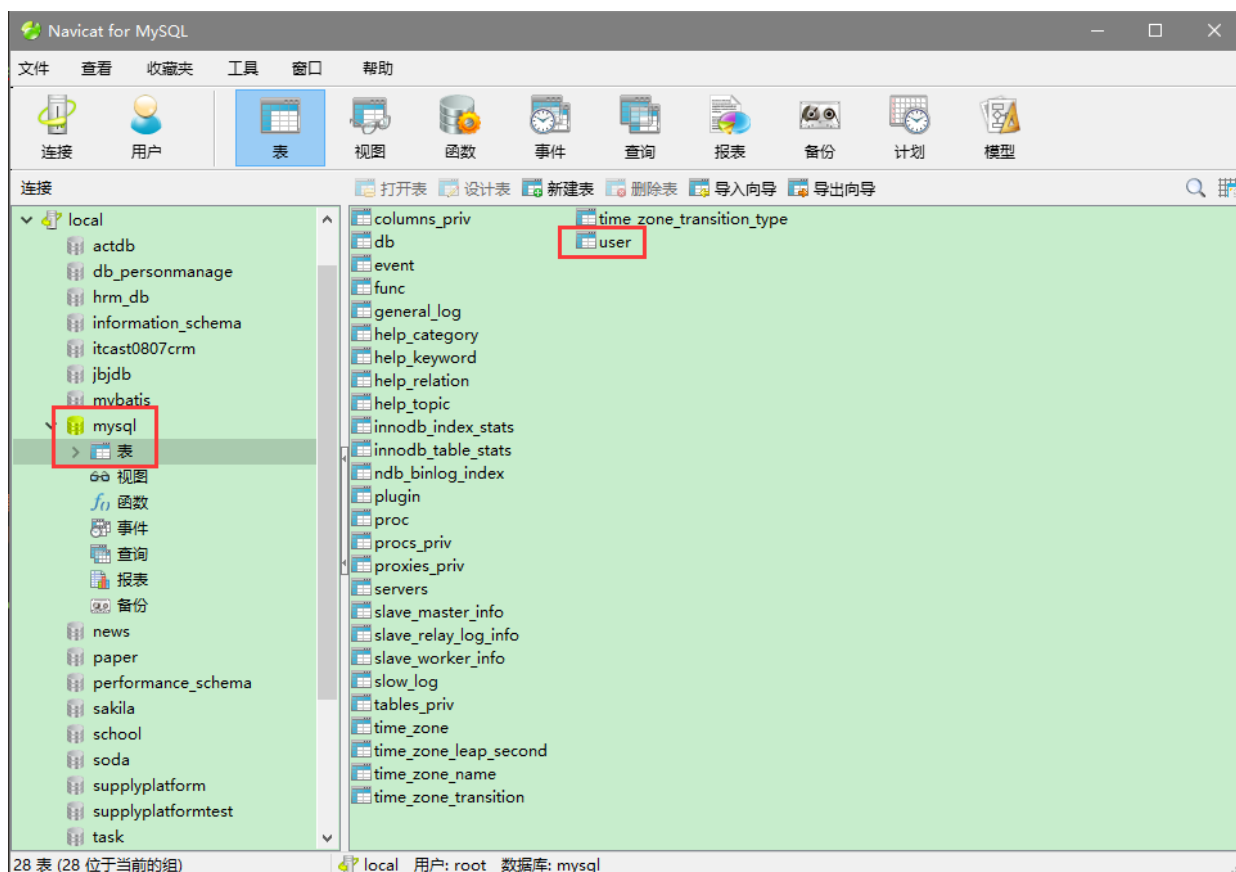 Navicat for MySQL
文件 查看 收藏夹 工具 窗口 帮助
连接 用户 表 视图 函数 事件 查询 报表 备份 计划 模型
连接
打开表 设计表 新建表 删除表 导入向导 导出向导
local
actdb
db_personmanage
hrm_db
information_schema
itcast0807crm
jbjdb
mybatis
mysql
表
视图
函数
事件
查询
报表
备份
news
paper
performance_schema
sakila
school
soda
supplyplatform
supplyplatformtest
task
columns_priv
db
event
func
general_log
help_category
help_keyword
help_relation
help_topic
innodb_index_stats
innodb_table_stats
ndb_binlog_index
plugin
proc
procs_priv
proxies_priv
servers
slave_master_info
slave_relay_log_info
slave_worker_info
slow_log
tables_priv
time_zone
time_zone_leap_second
time_zone_name
time_zone_transition
time_zone_transition_type
user
28 表 (28 位于当前的组) local 用户: root 数据库: mysql